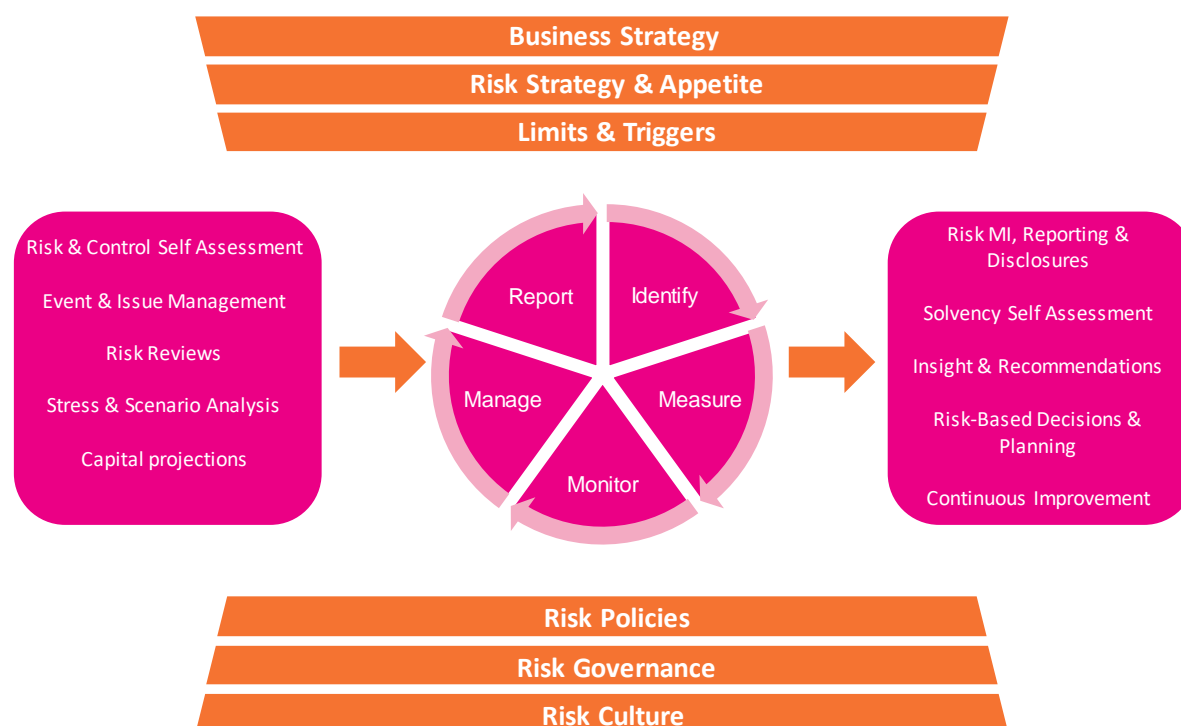 Business Strategy
Risk Strategy & Appetite
Limits & Triggers
Risk & Control Self Assessment
Event & Issue Management
Risk Reviews
Stress & Scenario Analysis
Capital projections
Report
Identify
Manage
Measure
Monitor
Risk MI, Reporting &
Disclosures
Solvency Self Assessment
Insight & Recommendations
Risk-Based Decisions &
Planning
Continuous Improvement
Risk Policies
Risk Governance
Risk Culture